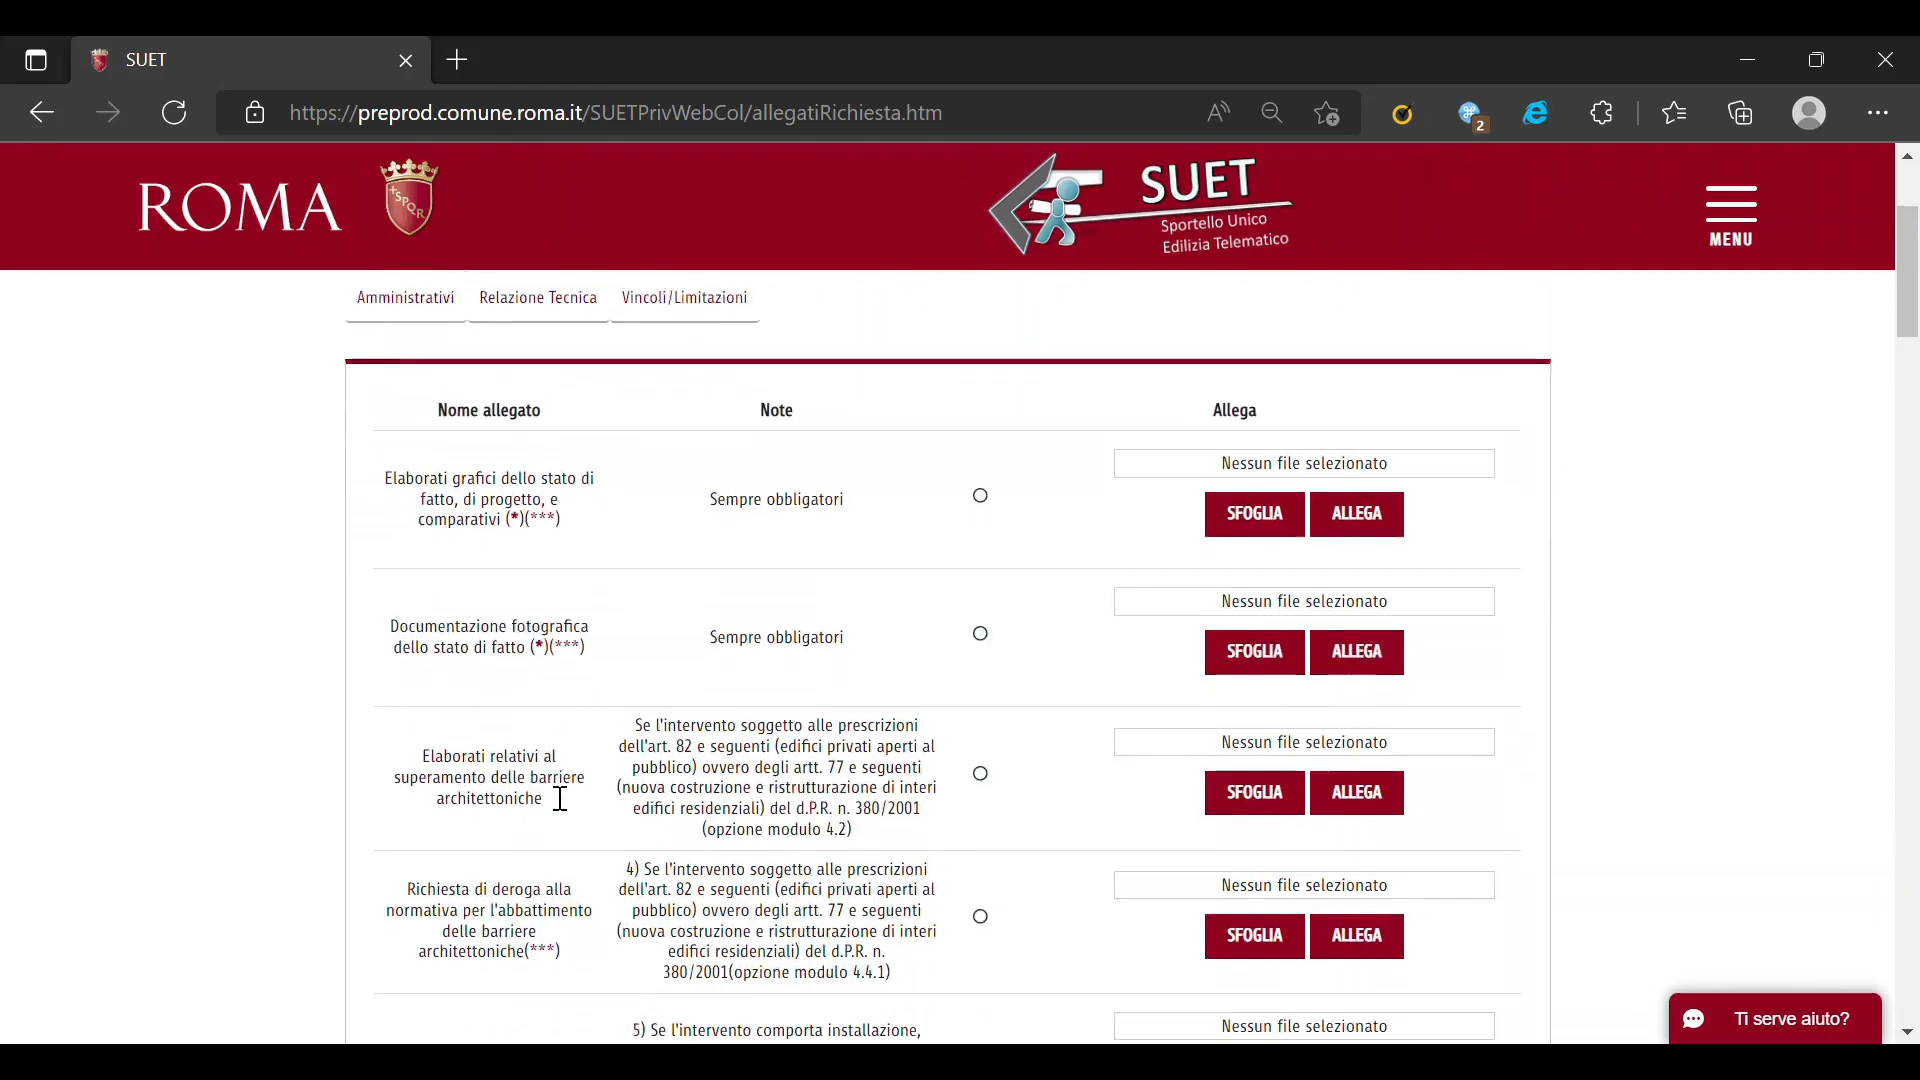 SUET
https://preprod.comune.roma.it/SUETPrivWebCol/allegatiRichiesta.htm
2
ROMA
SPQR
SUET
Sportello Unico
Edilizia Telematico
MENU
Amministrativi Relazione Tecnica Vincoli/Limitazioni
Nome allegato Note Allega
Elaborati grafici dello stato di
fatto, di progetto, e
comparativi (*)(***)
Sempre obbligatori
Nessun file selezionato
SFOGLIA ALLEGA
Documentazione fotografica
dello stato di fatto (*)(***)
Sempre obbligatori
Nessun file selezionato
SFOGLIA ALLEGA
Elaborati relativi al
superamento delle barriere
architettoniche
Se l'intervento soggetto alle prescrizioni
dell'art. 82 e seguenti (edifici privati aperti al
pubblico) ovvero degli artt. 77 e seguenti
(nuova costruzione e ristrutturazione di interi
edifici residenziali) del d.P.R. n. 380/2001
(opzione modulo 4.2)
Nessun file selezionato
SFOGLIA ALLEGA
Richiesta di deroga alla
normativa per l'abbattimento
delle barriere
architettoniche(***)
4) Se l'intervento soggetto alle prescrizioni
dell'art. 82 e seguenti (edifici privati aperti al
pubblico) ovvero degli artt. 77 e seguenti
(nuova costruzione e ristrutturazione di interi
edifici residenziali) del d.P.R. n.
380/2001(opzione modulo 4.4.1)
Nessun file selezionato
SFOGLIA ALLEGA
5) Se l'intervento comporta installazione,
Nessun file selezionato
Ti serve aiuto?